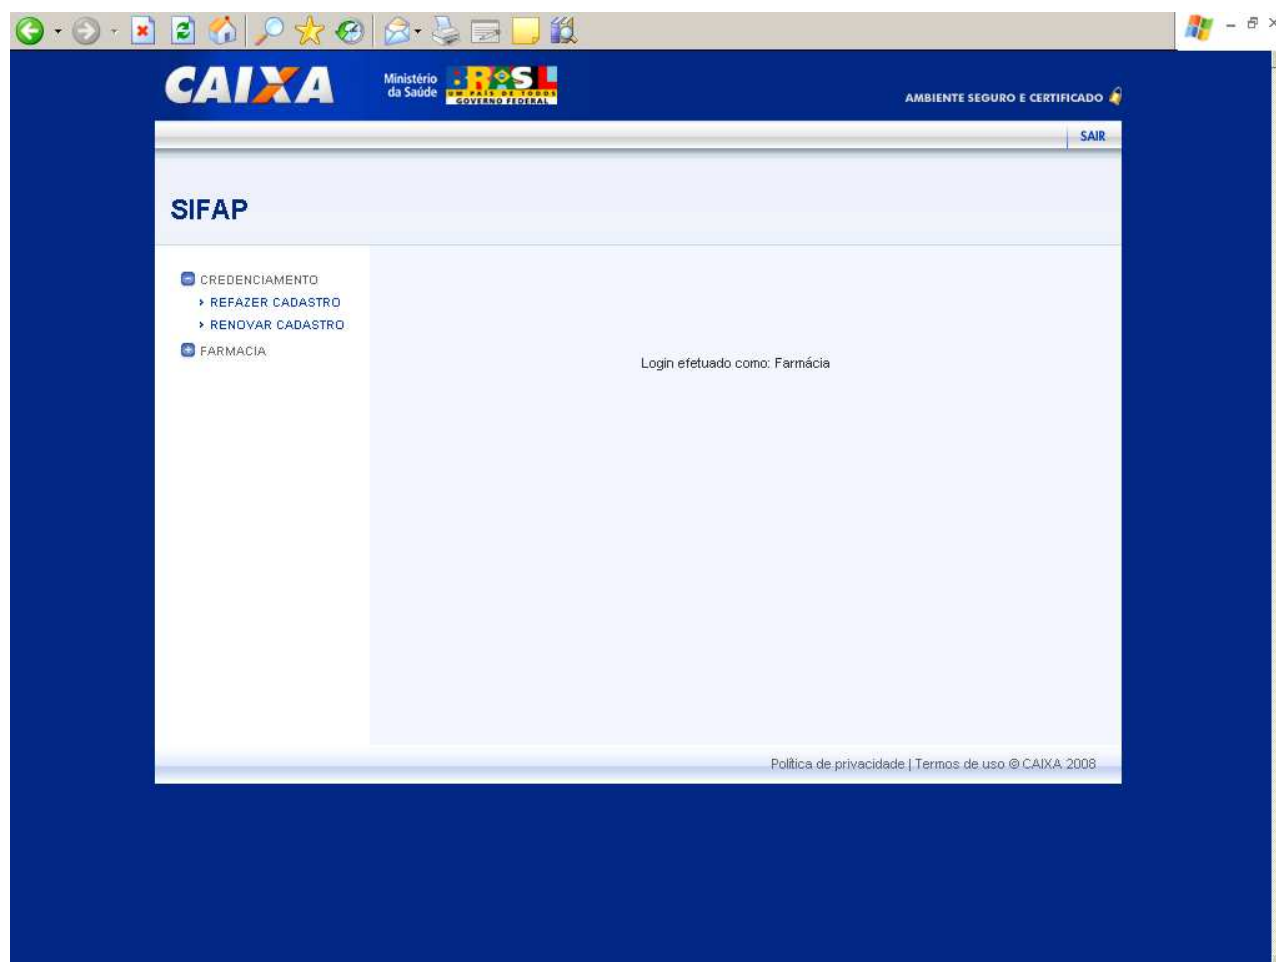 CAIXA
Ministério
da Saúde
BRASIL
UM PAÍS DE TODOS
GOVERNO FEDERAL
AMBIENTE SEGURO E CERTIFICADO
SAIR
SIFAP
CREDENCIAMENTO
REFAZER CADASTRO
RENOVAR CADASTRO
FARMACIA
Login efetuado como: Farmácia
Política de privacidade | Termos de uso © CAIXA 2008